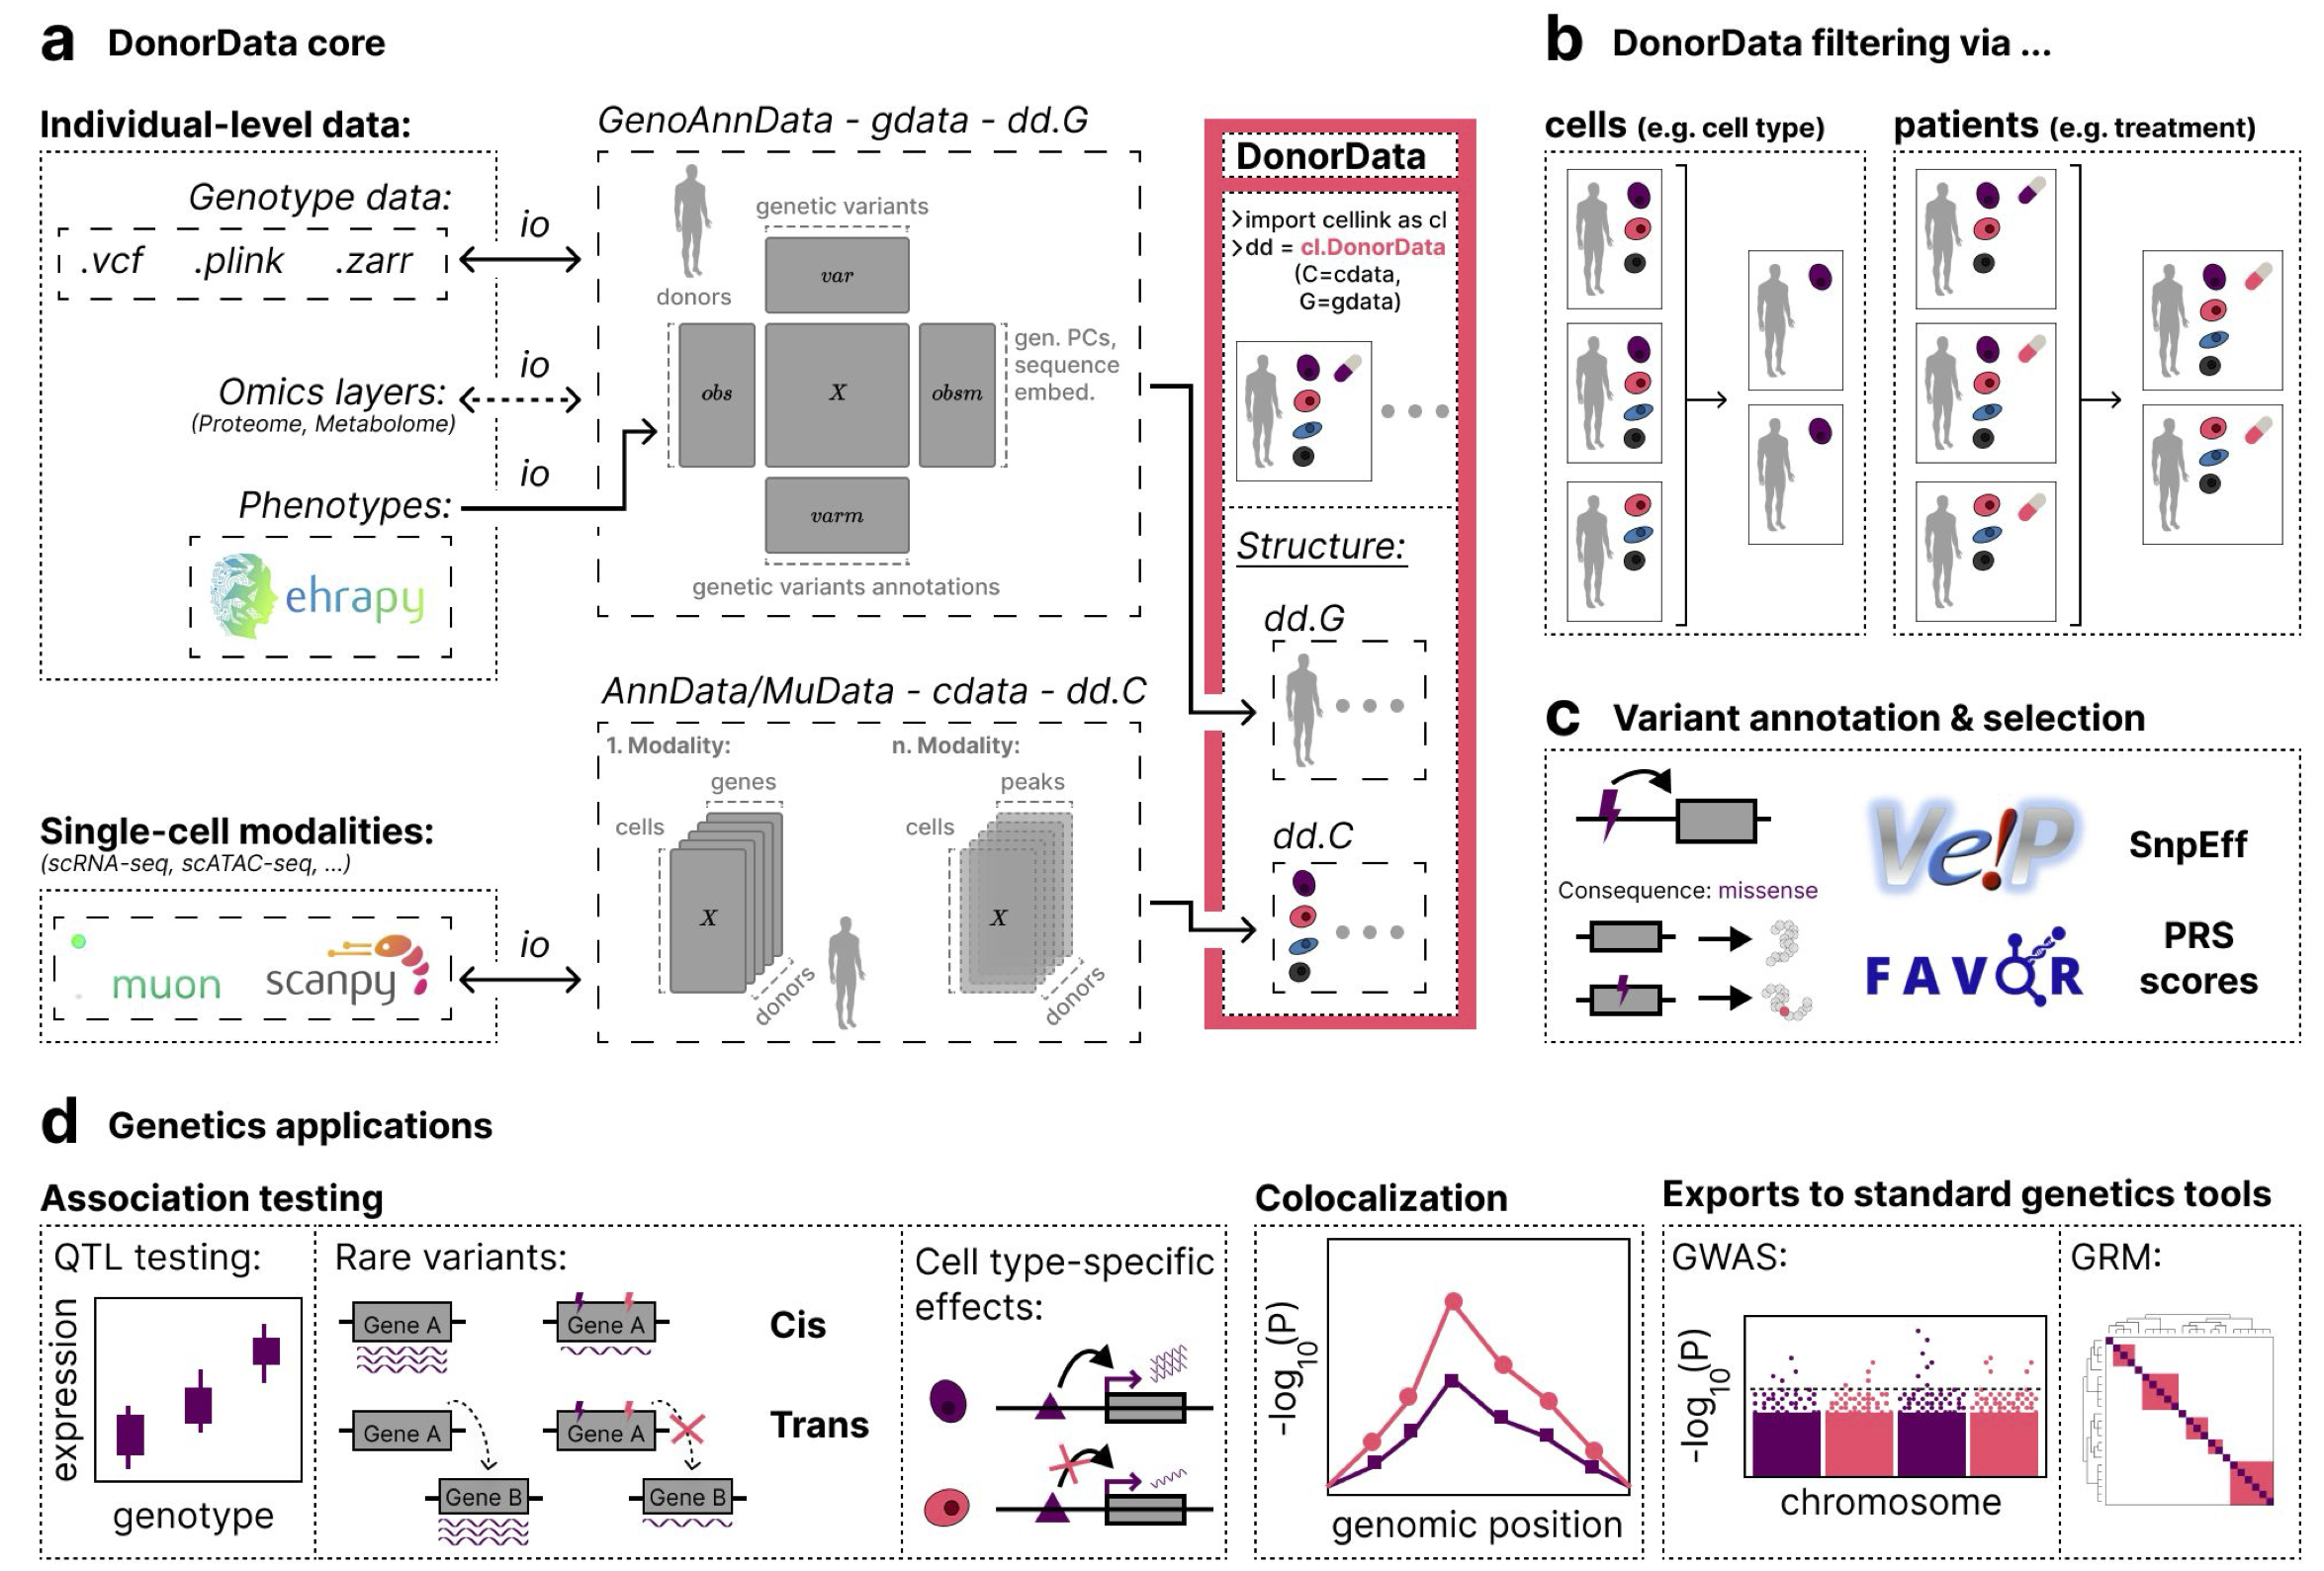 a DonorData core
Individual-level data:
Genotype data:
.vcf .plink .zarr
io
Omics layers:
(Proteome, Metabolome)
io
Phenotypes:
io
ehrapy
Single-cell modalities:
(scRNA-seq, scATAC-seq, ...)
muon scanpy
io
GenoAnnData - gdata - dd.G
donors
genetic variants
var
obs X obsm
gen. PCs,
sequence
embed.
varm
genetic variants annotations
AnnData/MuData - cdata - dd.C
1. Modality:
genes
cells
X
donors
n. Modality:
peaks
cells
X
donors
DonorData
>import cellink as cl
>dd = cl.DonorData
(C=cdata,
G=gdata)
Structure:
dd.G
dd.C
b DonorData filtering via ...
cells (e.g. cell type)
patients (e.g. treatment)
c Variant annotation & selection
Consequence: missense
Ve!P
SnpEff
FAVOR
PRS
scores
d Genetics applications
Association testing
QTL testing:
expression
genotype
Rare variants:
Gene A
Gene A
Cis
Gene A
Gene A
Trans
Gene B
Gene B
Cell type-specific
effects:
Colocalization
-log10(P)
genomic position
Exports to standard genetics tools
GWAS:
-log10(P)
chromosome
GRM: